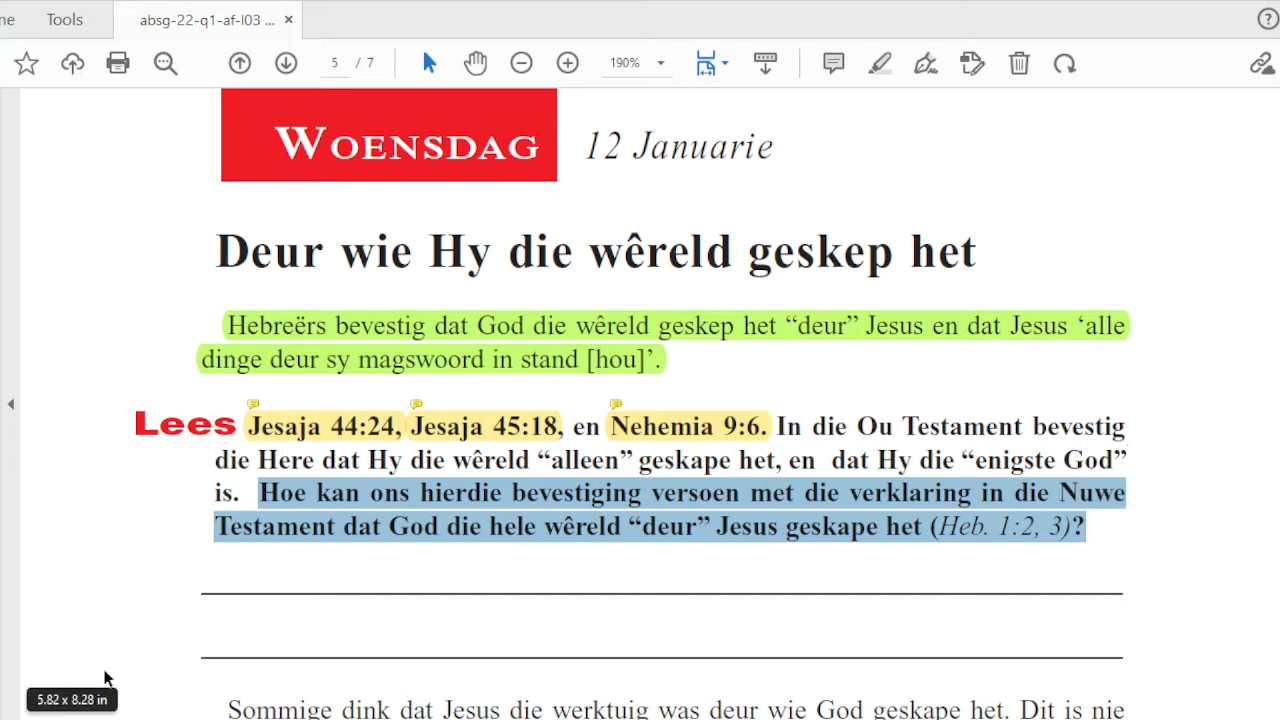 ne Tools absg-22-q1-af-l03 ... ×
5 / 7 190%
WOENSDAG 12 Januarie
Deur wie Hy die wêreld geskep het
Hebreërs bevestig dat God die wêreld geskep het “deur” Jesus en dat Jesus ‘alle
dinge deur sy magswoord in stand [hou]’.
Lees Jesaja 44:24, Jesaja 45:18, en Nehemia 9:6. In die Ou Testament bevestig
die Here dat Hy die wêreld “alleen” geskape het, en dat Hy die “enigste God”
is. Hoe kan ons hierdie bevestiging versoen met die verklaring in die Nuwe
Testament dat God die hele wêreld “deur” Jesus geskape het (Heb. 1:2, 3)?
5.82 x 8.28 in
Sommige dink dat Jesus die werktuig was deur wie God geskape het. Dit is nie